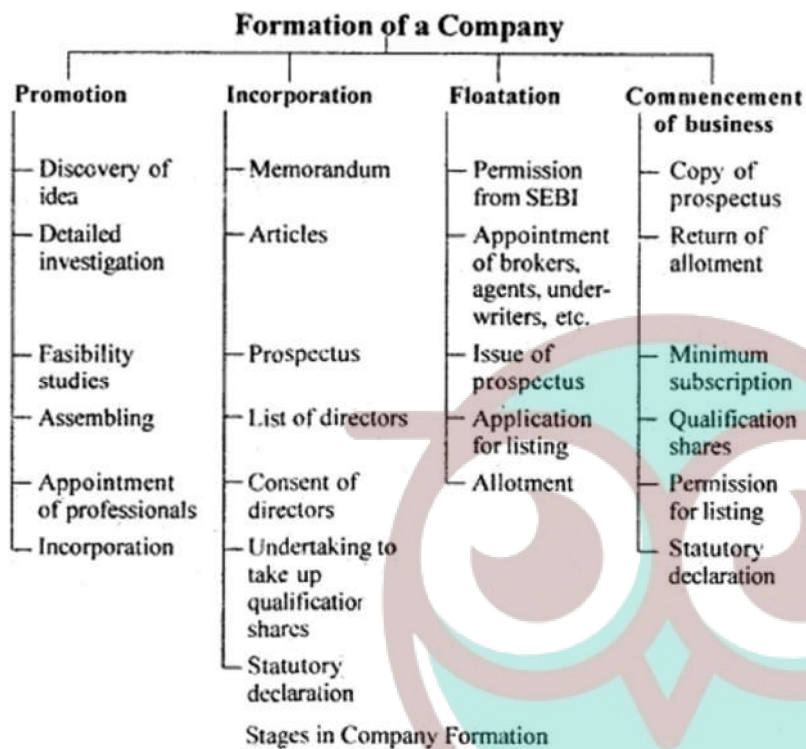 Formation of a Company
Promotion
Discovery of
idea
Detailed
investigation
Fasibility
studies
Assembling
Appointment
of professionals
Incorporation
Incorporation
Memorandum
Articles
Prospectus
List of directors
Consent of
directors
Undertaking to
take up
qualification
shares
Statutory
declaration
Floatation
Permission
from SEBI
Appointment
of brokers,
agents, under-
writers, etc.
Issue of
prospectus
Application
for listing
Allotment
Commencement
of business
Copy of
prospectus
Return of
allotment
Minimum
subscription
Qualification
shares
Permission
for listing
Statutory
declaration
Stages in Company Formation